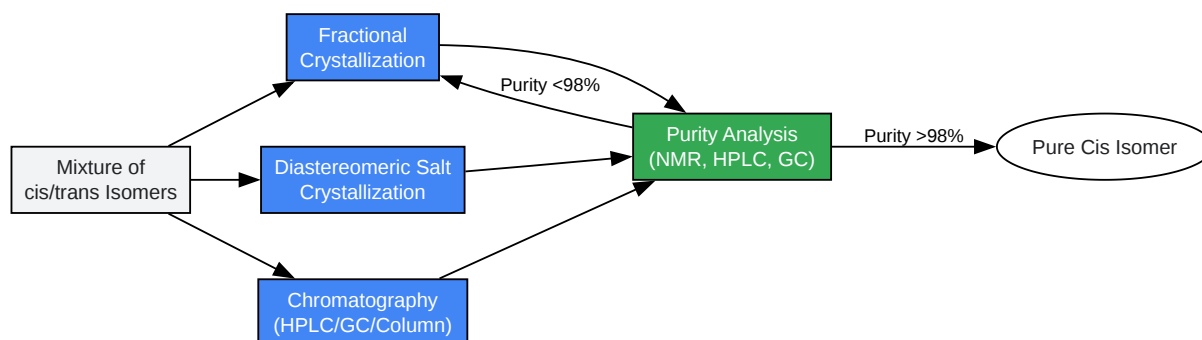 Fractional
Crystallization
Purity <98%
Mixture of
cis/trans Isomers
Diastereomeric Salt
Crystallization
Chromatography
(HPLC/GC/Column)
Purity Analysis
(NMR, HPLC, GC)
Purity >98%
Pure Cis Isomer